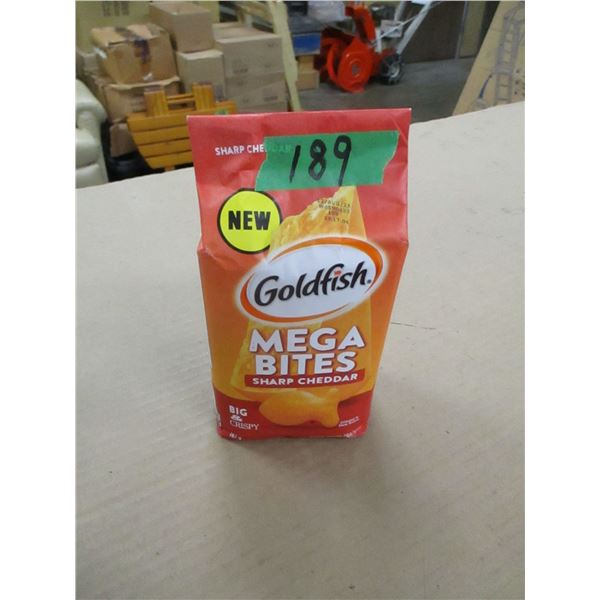 SHARP CHEDDAR
189
NEW
Goldfish
MEGA
BITES
SHARP CHEDDAR
BIG
&
CRISPY